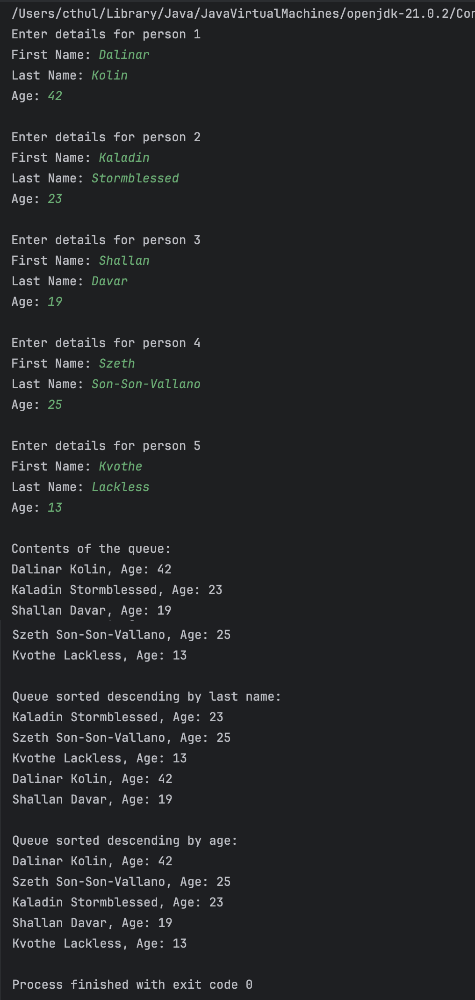 /Users/cthul/Library/Java/JavaVirtualMachines/openjdk-21.0.2/Con
Enter details for person 1
First Name: Dalinar
Last Name: Kolin
Age: 42
Enter details for person 2
First Name: Kaladin
Last Name: Stormblessed
Age: 23
Enter details for person 3
First Name: Shallan
Last Name: Davar
Age: 19
Enter details for person 4
First Name: Szeth
Last Name: Son-Son-Vallano
Age: 25
Enter details for person 5
First Name: Kvothe
Last Name: Lackless
Age: 13
Contents of the queue:
Dalinar Kolin, Age: 42
Kaladin Stormblessed, Age: 23
Shallan Davar, Age: 19
Szeth Son-Son-Vallano, Age: 25
Kvothe Lackless, Age: 13
Queue sorted descending by last name:
Kaladin Stormblessed, Age: 23
Szeth Son-Son-Vallano, Age: 25
Kvothe Lackless, Age: 13
Dalinar Kolin, Age: 42
Shallan Davar, Age: 19
Queue sorted descending by age:
Dalinar Kolin, Age: 42
Szeth Son-Son-Vallano, Age: 25
Kaladin Stormblessed, Age: 23
Shallan Davar, Age: 19
Kvothe Lackless, Age: 13
Process finished with exit code 0